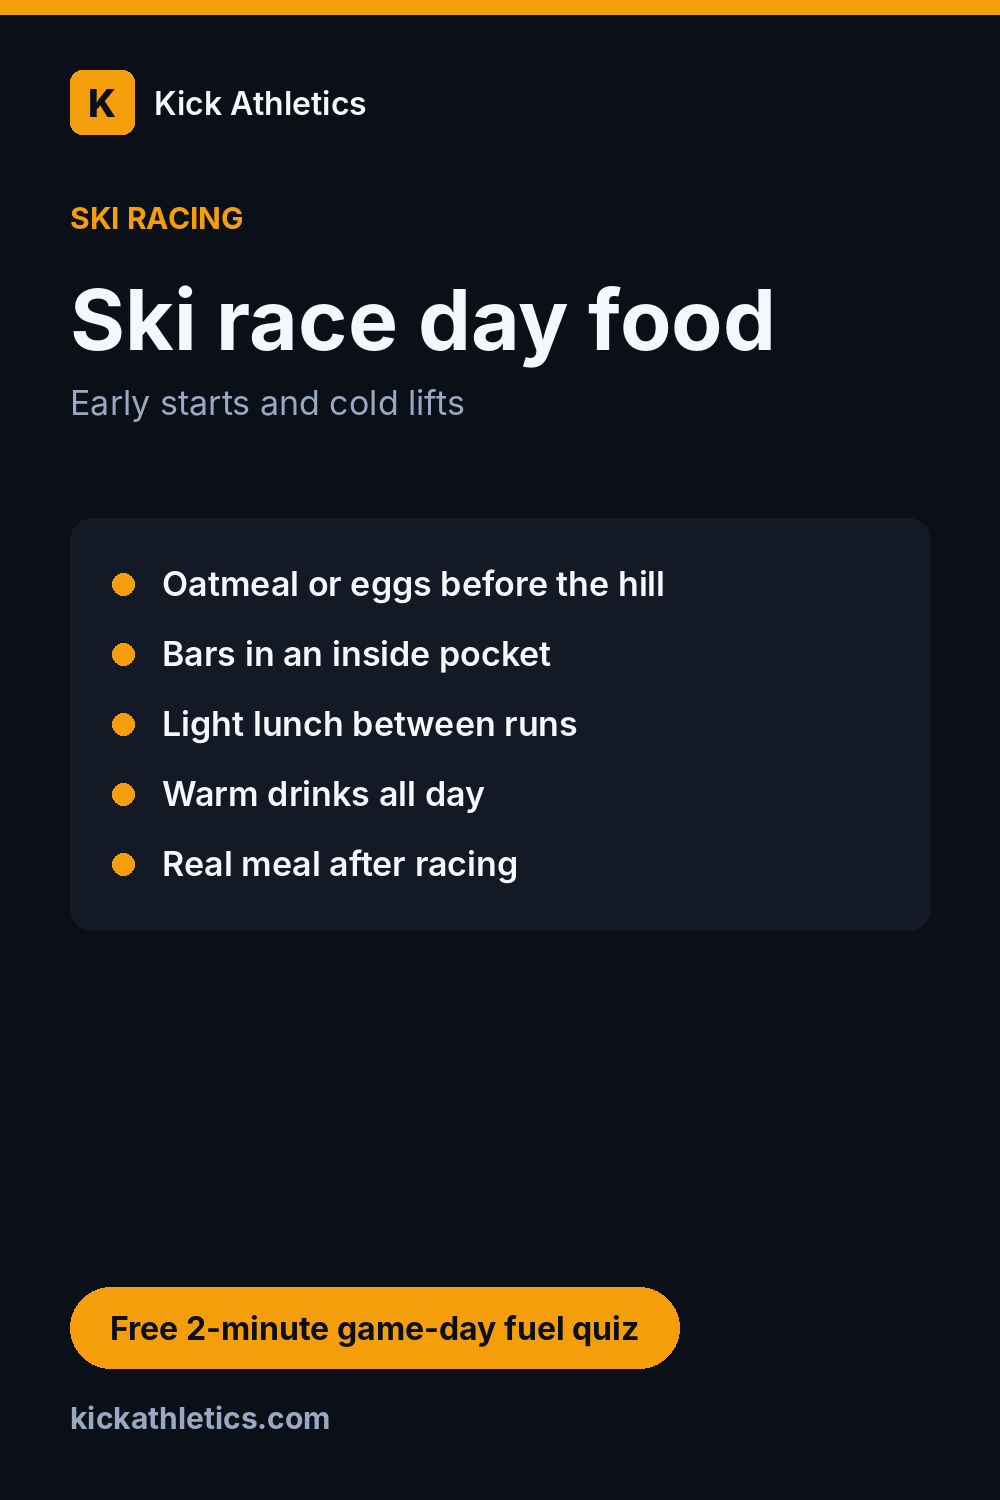 K
Kick Athletics
SKI RACING
Ski race day food
Early starts and cold lifts
Oatmeal or eggs before the hill
Bars in an inside pocket
Light lunch between runs
Warm drinks all day
Real meal after racing
Free 2-minute game-day fuel quiz
kickathletics.com